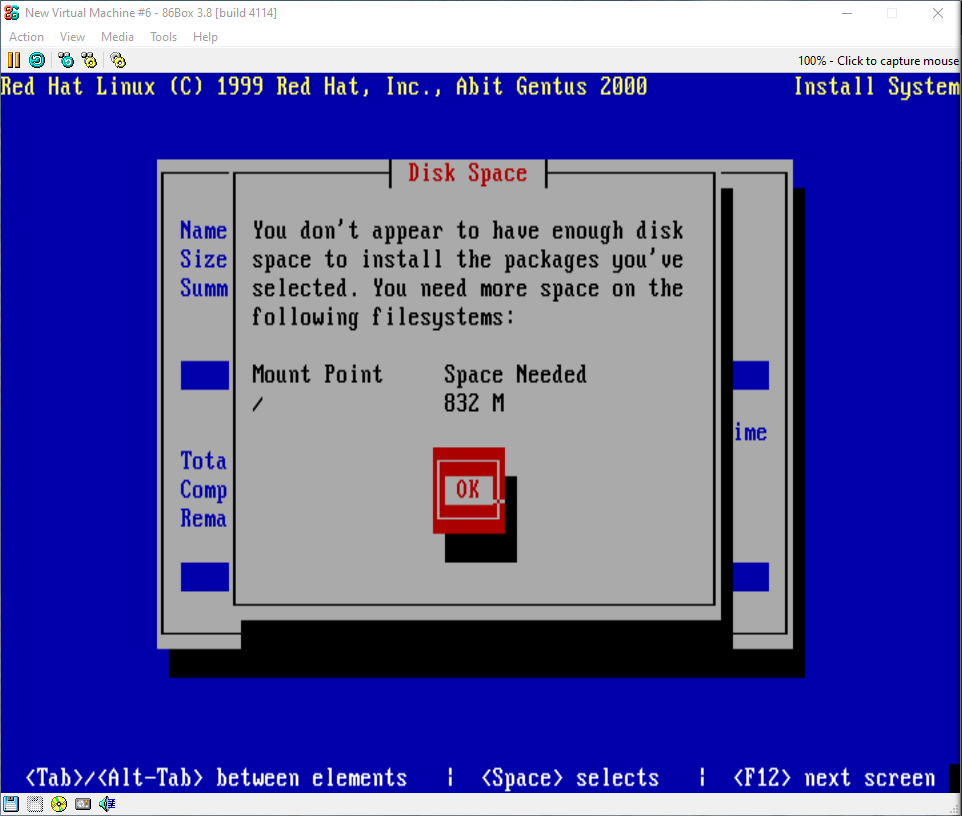 New Virtual Machine #6 - 86Box 3.8 [build 4114]
Action View Media Tools Help
100% - Click to capture mouse
Red Hat Linux (C) 1999 Red Hat, Inc., Abit Gentus 2000 Install System
Disk Space
Name You don't appear to have enough disk
Size space to install the packages you've
Summ selected. You need more space on the
following filesystems:
Mount Point Space Needed
/ 832 M
ime
Tota
OK
Comp
Rema
<Tab>/<Alt-Tab> between elements | <Space> selects | <F12> next screen